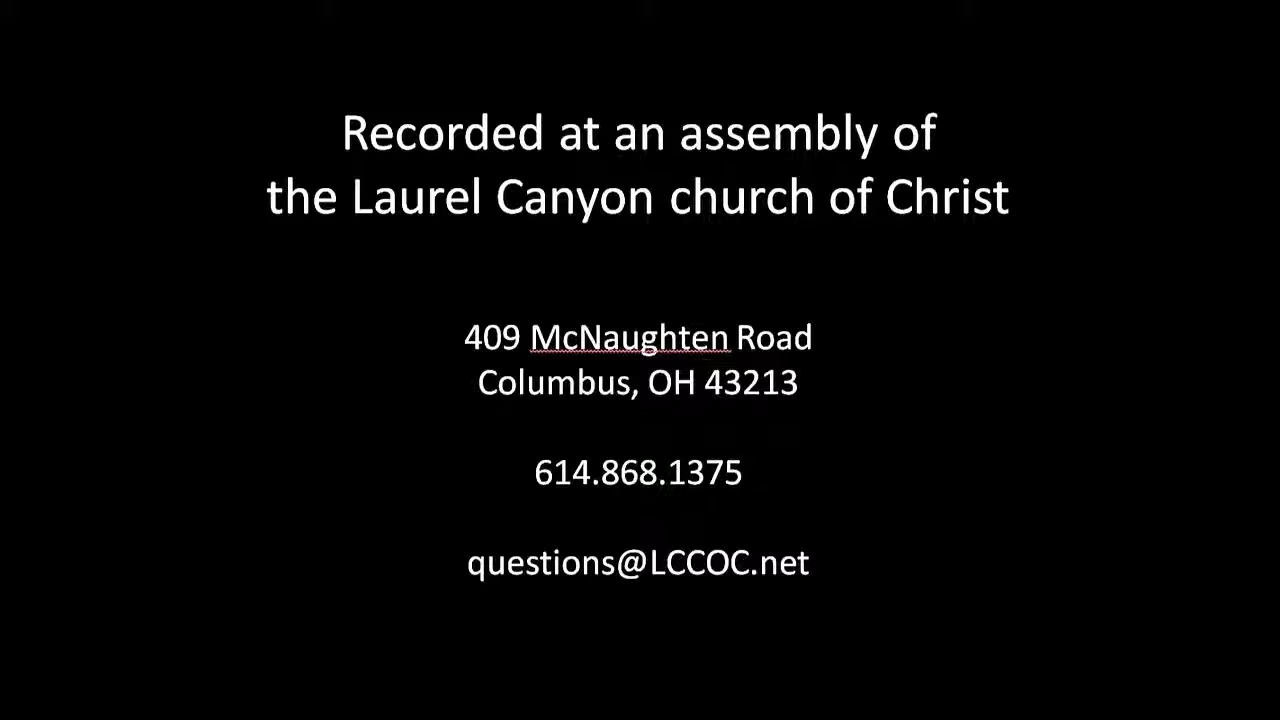 Recorded at an assembly of
the Laurel Canyon church of Christ
409 McNaughten Road
Columbus, OH 43213
614.868.1375
questions@LCCOC.net